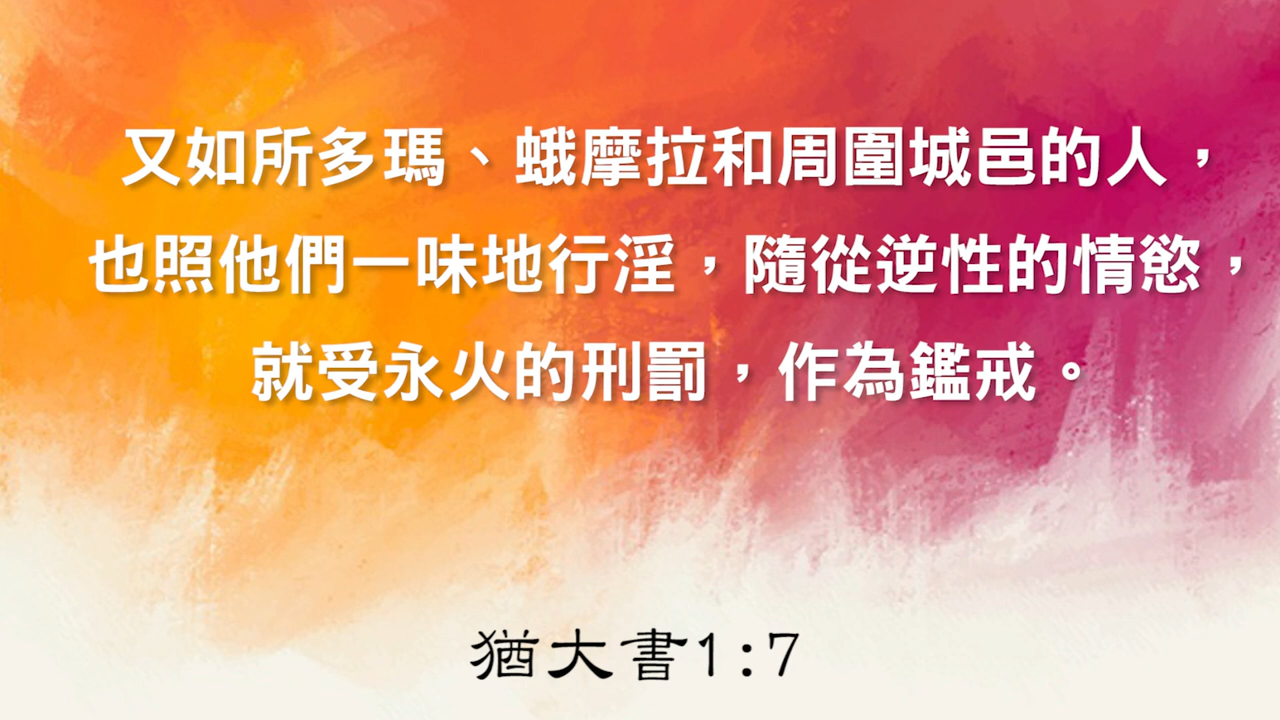 又如所多瑪、蛾摩拉和周圍城邑的人，
也照他們一味地行淫，隨從逆性的情慾，
就受永火的刑罰，作為鑑戒。
猶大書1:7